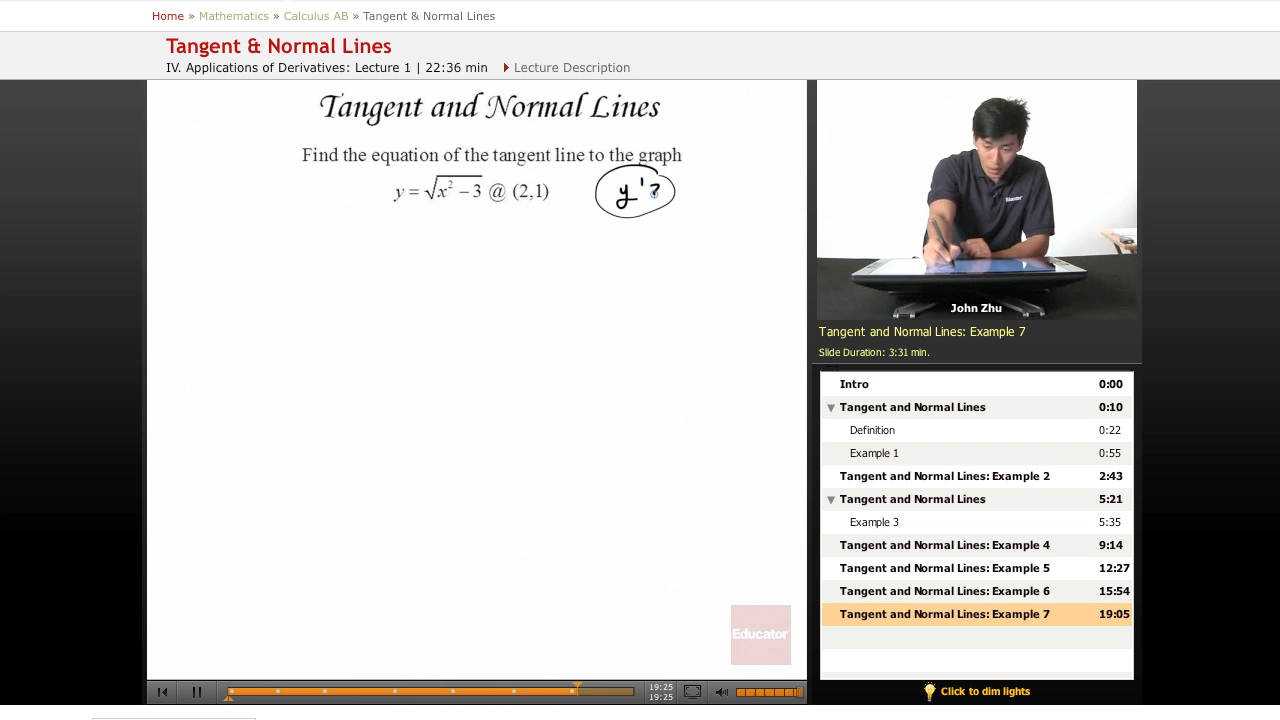 Home » Mathematics » Calculus AB » Tangent & Normal Lines
Tangent & Normal Lines
IV. Applications of Derivatives: Lecture 1 | 22:36 min Lecture Description
Tangent and Normal Lines
Find the equation of the tangent line to the graph
y = √x² − 3 @ (2,1) y'?
Educator
Educator
John Zhu
Tangent and Normal Lines: Example 7
Slide Duration: 3:31 min.
Intro 0:00
Tangent and Normal Lines 0:10
Definition 0:22
Example 1 0:55
Tangent and Normal Lines: Example 2 2:43
Tangent and Normal Lines 5:21
Example 3 5:35
Tangent and Normal Lines: Example 4 9:14
Tangent and Normal Lines: Example 5 12:27
Tangent and Normal Lines: Example 6 15:54
Tangent and Normal Lines: Example 7 19:05
19:25
19:25
Click to dim lights